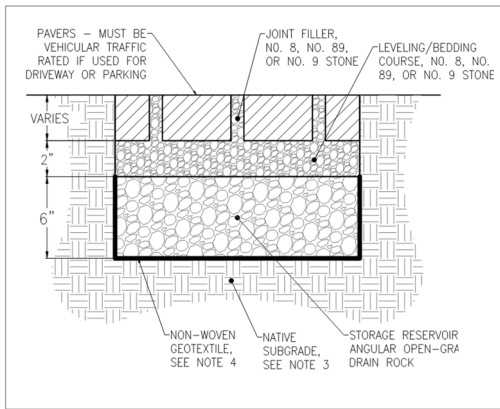 PAVERS – MUST BE
VEHICULAR TRAFFIC
RATED IF USED FOR
DRIVEWAY OR PARKING
JOINT FILLER,
NO. 8, NO. 89,
OR NO. 9 STONE
LEVELING/BEDDING
COURSE, NO. 8, NO.
89, OR NO. 9 STONE
VARIES
2"
6"
NON-WOVEN
GEOTEXTILE,
SEE NOTE 4
NATIVE
SUBGRADE,
SEE NOTE 3
STORAGE RESERVOIR
ANGULAR
DRAIN ROCK